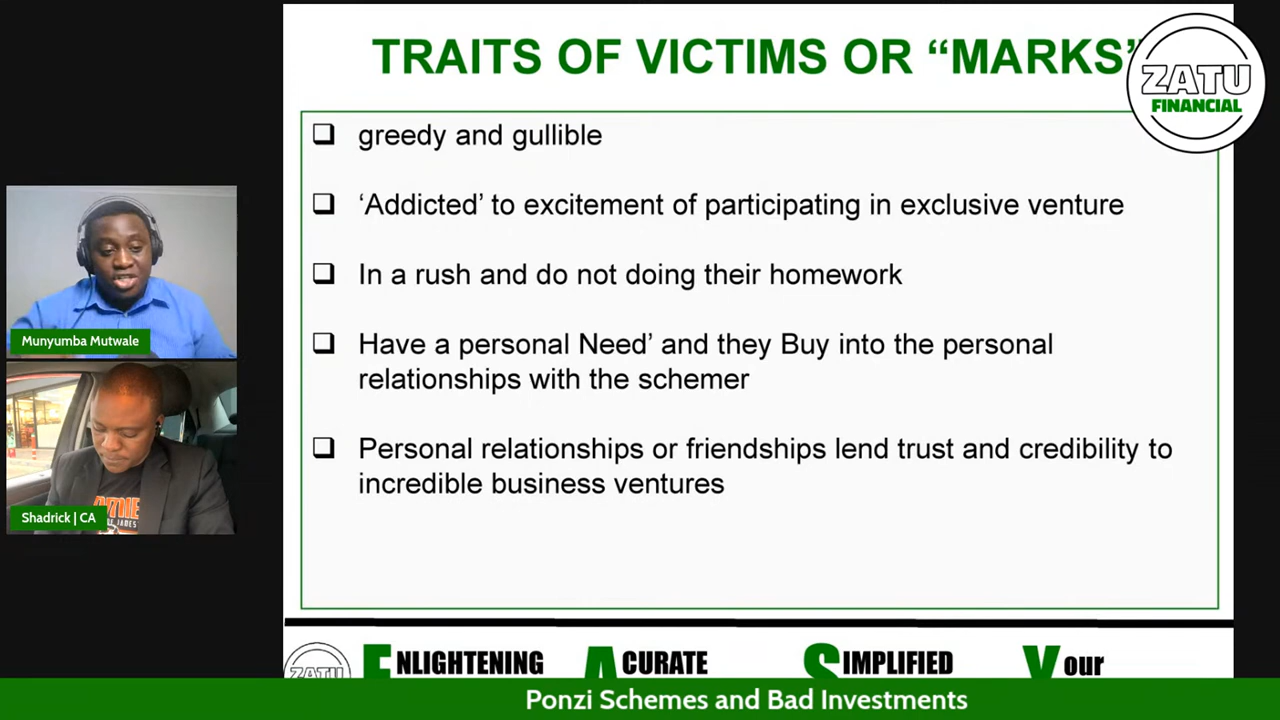 TRAITS OF VICTIMS OR “MARKS”
ZATU
FINANCIAL
greedy and gullible
‘Addicted’ to excitement of participating in exclusive venture
In a rush and do not doing their homework
Have a personal Need’ and they Buy into the personal
relationships with the schemer
Personal relationships or friendships lend trust and credibility to
incredible business ventures
Munyumba Mutwale
Shadrick | CA
ZATU
ENLIGHTENING ACURATE SIMPLIFIED Your
Ponzi Schemes and Bad Investments